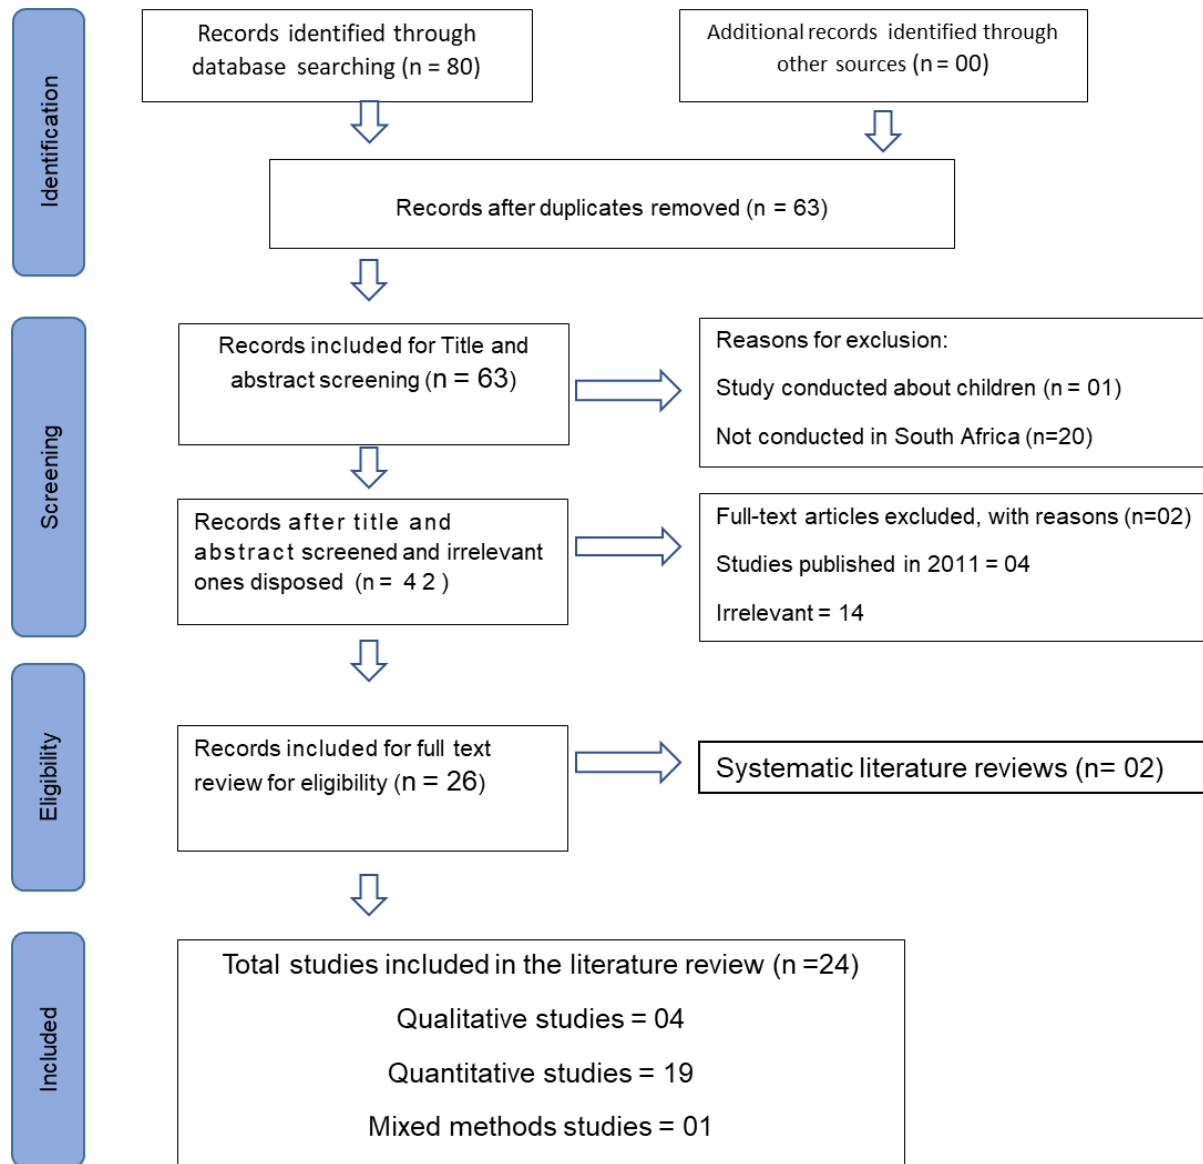 Identification
Records identified through
database searching (n = 80)
Additional records identified through
other sources (n = 00)
Records after duplicates removed (n = 63)
Screening
Records included for Title and
abstract screening (n = 63)
Reasons for exclusion:
Study conducted about children (n = 01)
Not conducted in South Africa (n=20)
Records after title and
abstract screened and irrelevant
ones disposed (n = 42)
Full-text articles excluded, with reasons (n=02)
Studies published in 2011 = 04
Irrelevant = 14
Eligibility
Records included for full text
review for eligibility (n = 26)
Systematic literature reviews (n= 02)
Included
Total studies included in the literature review (n =24)
Qualitative studies = 04
Quantitative studies = 19
Mixed methods studies = 01